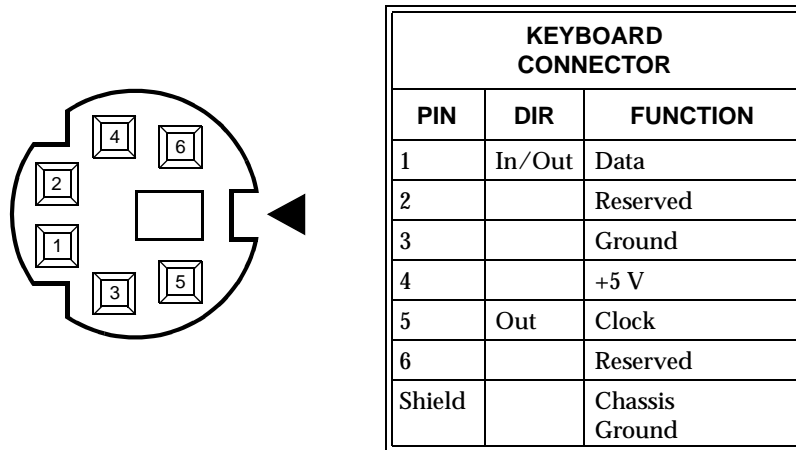 4
6
2
1
3
5
KEYBOARD
CONNECTOR
PIN DIR FUNCTION
1 In/Out Data
2 Reserved
3 Ground
4 +5 V
5 Out Clock
6 Reserved
Shield Chassis
Ground